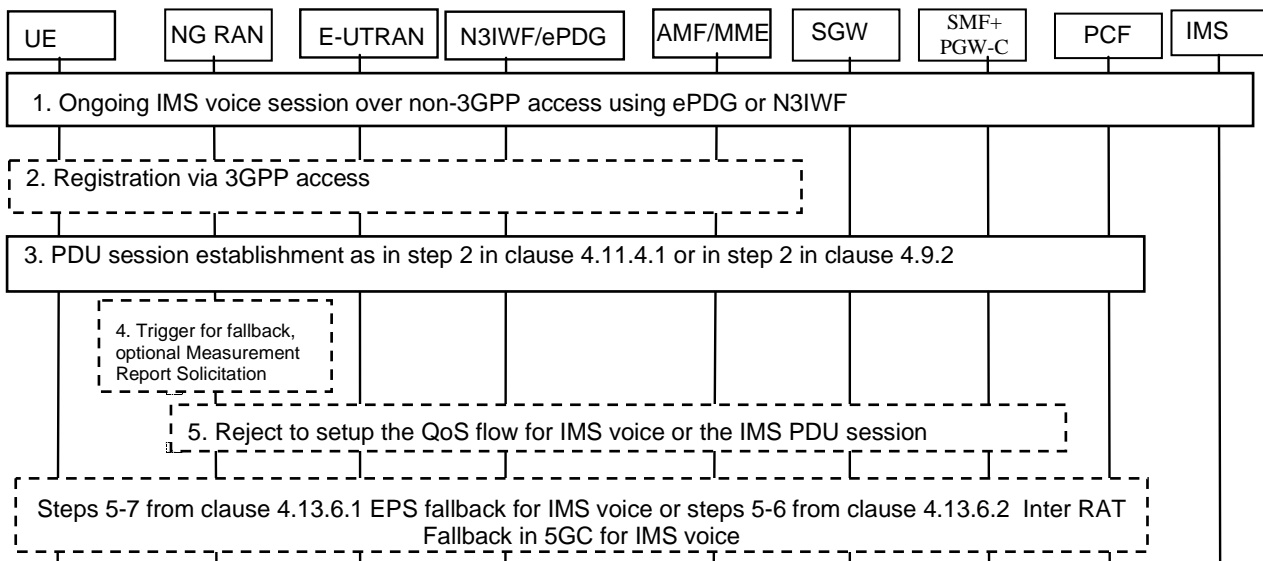 UE
NG RAN
E-UTRAN
N3IWF/ePDG
AMF/MME
SGW
SMF+
PGW-C
PCF
IMS
1. Ongoing IMS voice session over non-3GPP access using ePDG or N3IWF
2. Registration via 3GPP access
3. PDU session establishment as in step 2 in clause 4.11.4.1 or in step 2 in clause 4.9.2
4. Trigger for fallback,
optional Measurement
Report Solicitation
5. Reject to setup the QoS flow for IMS voice or the IMS PDU session
Steps 5-7 from clause 4.13.6.1 EPS fallback for IMS voice or steps 5-6 from clause 4.13.6.2 Inter RAT
Fallback in 5GC for IMS voice